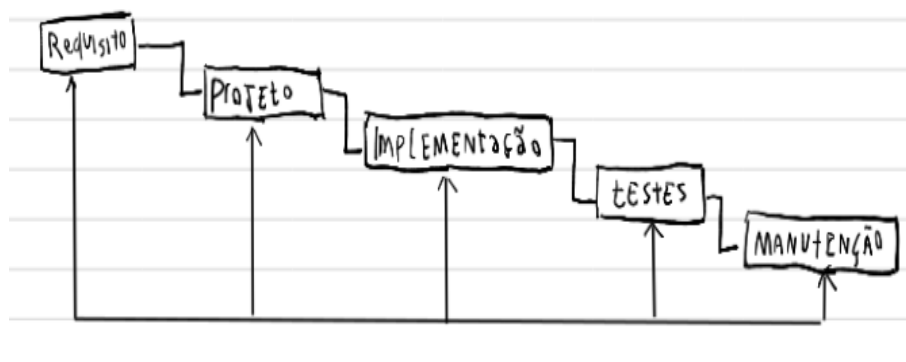 Requisito
PROJEto
IMPLEMENtação
tEStES
MANUtENÇÃO